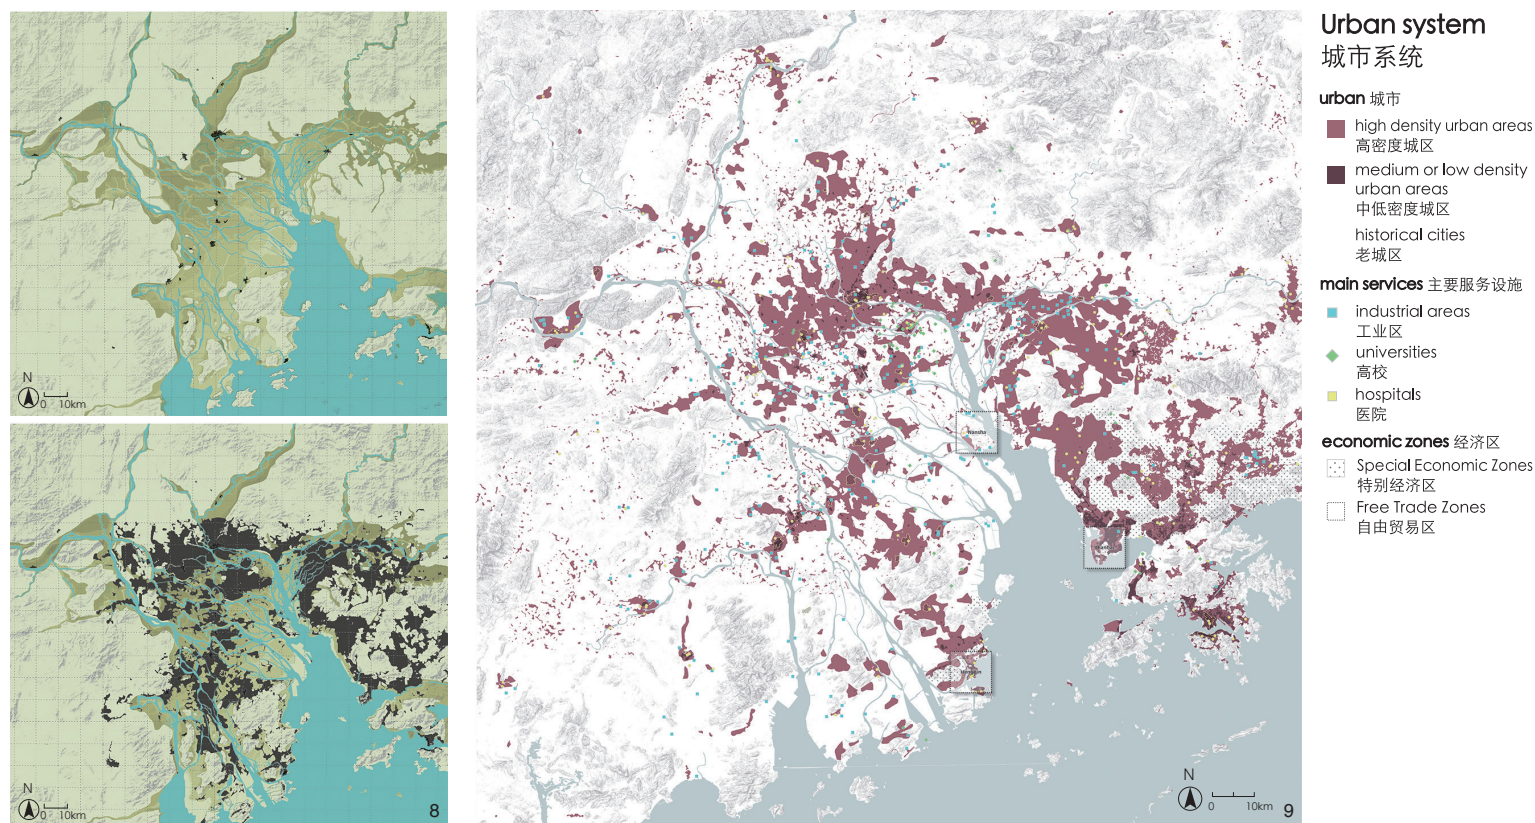 N
0 10km
N
0 10km
8
Nansha
N
0 10km
9
Urban system
城市系统
urban 城市
high density urban areas
高密度城区
medium or low density
urban areas
中低密度城区
historical cities
老城区
main services 主要服务设施
industrial areas
工业区
universities
高校
hospitals
医院
economic zones 经济区
Special Economic Zones
特别经济区
Free Trade Zones
自由贸易区